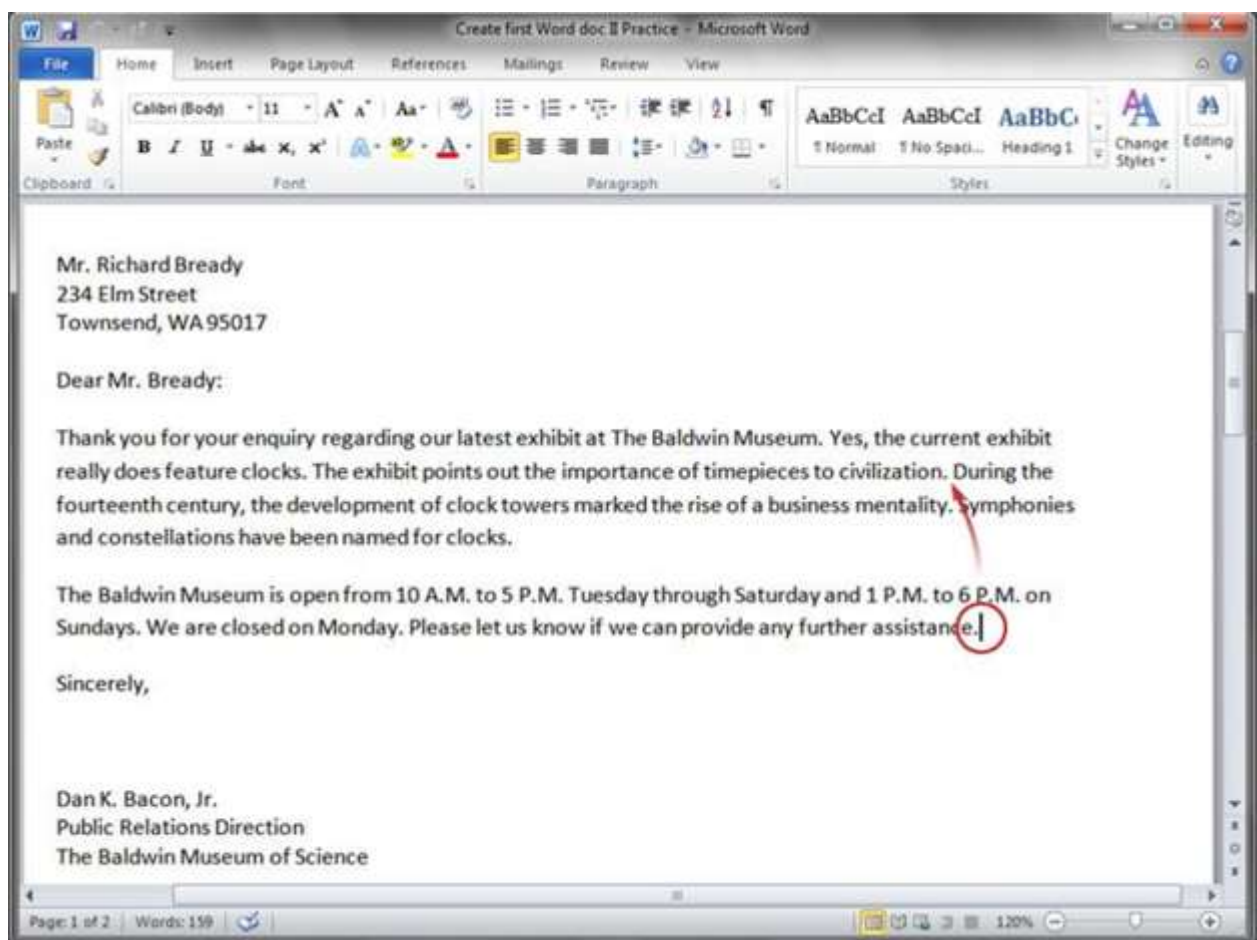 Create first Word doc II Practice - Microsoft Word
File Home Insert Page Layout References Mailings Review View
Calibri (Body) 11 A A Aa
AaBbCcI AaBbCcI AaBbC
Paste
B I U abc x, x² A A
¶ Normal ¶ No Spaci... Heading 1
Change Styles
Editing
Clipboard Font Paragraph Styles
Mr. Richard Bready
234 Elm Street
Townsend, WA 95017
Dear Mr. Bready:
Thank you for your enquiry regarding our latest exhibit at The Baldwin Museum. Yes, the current exhibit
really does feature clocks. The exhibit points out the importance of timepieces to civilization. During the
fourteenth century, the development of clock towers marked the rise of a business mentality. Symphonies
and constellations have been named for clocks.
The Baldwin Museum is open from 10 A.M. to 5 P.M. Tuesday through Saturday and 1 P.M. to 6 P.M. on
Sundays. We are closed on Monday. Please let us know if we can provide any further assistance.
Sincerely,
Dan K. Bacon, Jr.
Public Relations Direction
The Baldwin Museum of Science
Page: 1 of 2 Words: 159 120%